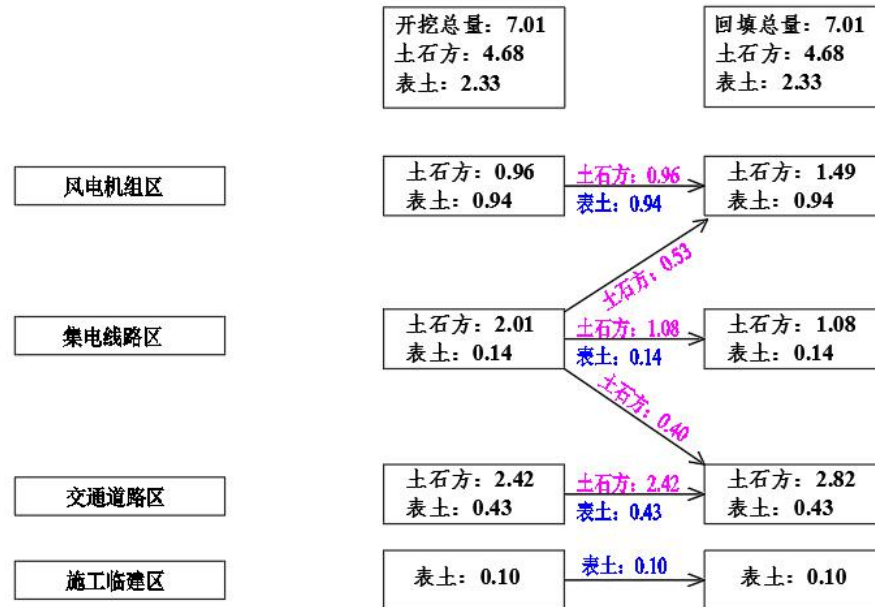 开挖总量：7.01
土石方：4.68
表土：2.33
回填总量：7.01
土石方：4.68
表土：2.33
风电机组区
土石方：0.96
表土：0.94
土石方：0.96
表土：0.94
土石方：1.49
表土：0.94
土石方：0.53
集电线路区
土石方：2.01
表土：0.14
土石方：1.08
表土：0.14
土石方：1.08
表土：0.14
土石方：0.40
交通道路区
土石方：2.42
表土：0.43
土石方：2.42
表土：0.43
土石方：2.82
表土：0.43
施工临建区
表土：0.10
表土：0.10
表土：0.10